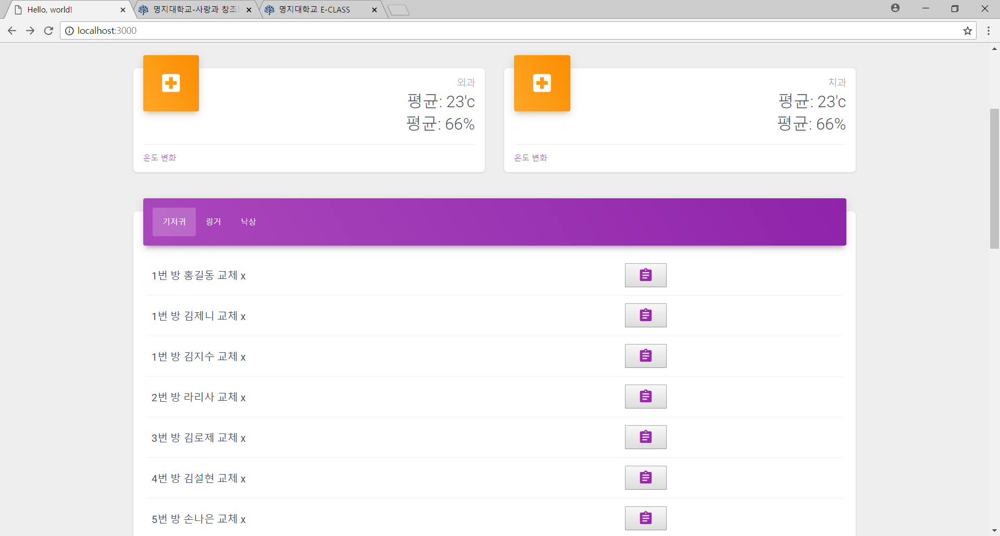 Hello, world!
명지대학교-사랑과 창조의
명지대학교 E-CLASS
localhost:3000
외과
평균: 23'c
평균: 66%
온도 변화
치과
평균: 23'c
평균: 66%
온도 변화
기저귀
링거
낙상
1번 방 홍길동 교체 x
1번 방 김제니 교체 x
1번 방 김지수 교체 x
2번 방 라리사 교체 x
3번 방 김로제 교체 x
4번 방 김설현 교체 x
5번 방 손나은 교체 x